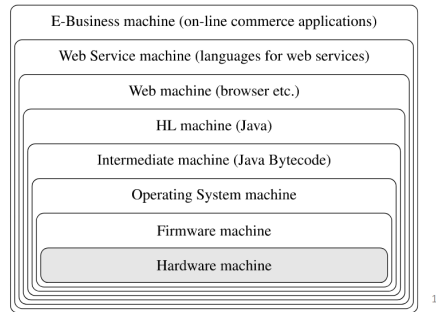 E-Business machine (on-line commerce applications)
Web Service machine (languages for web services)
Web machine (browser etc.)
HL machine (Java)
Intermediate machine (Java Bytecode)
Operating System machine
Firmware machine
Hardware machine
1